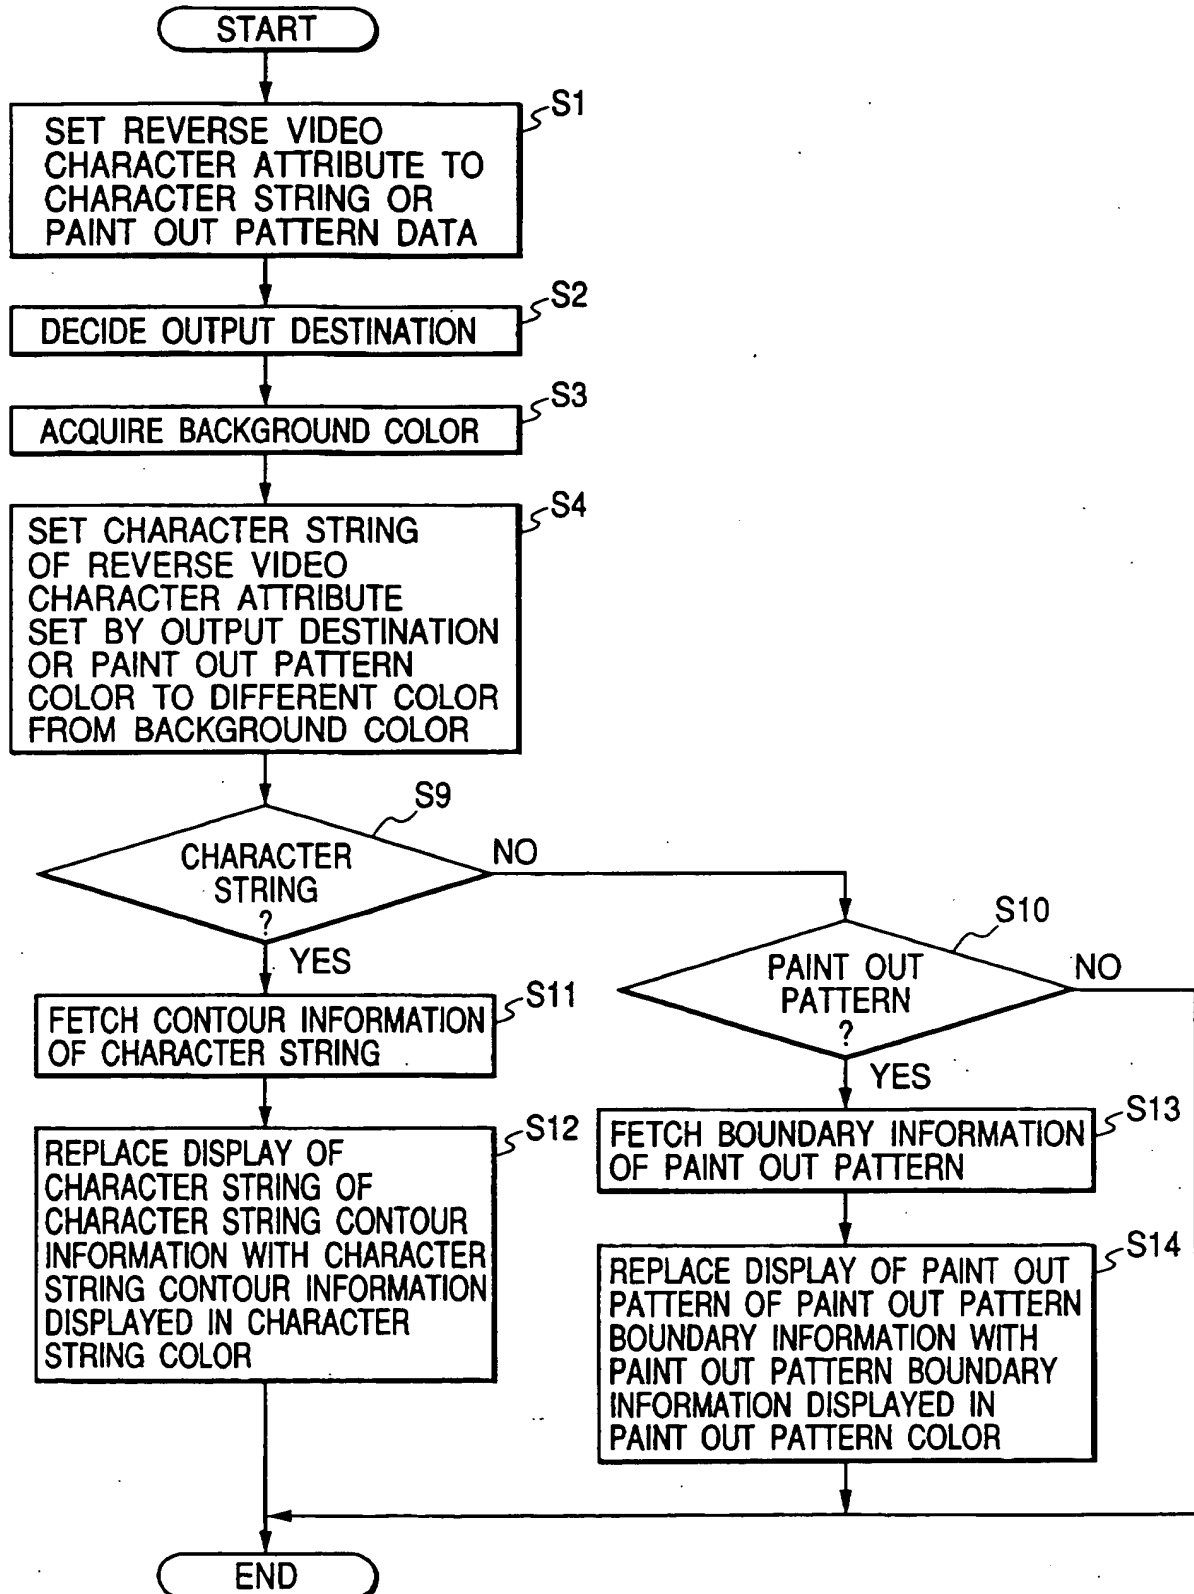 START
S1
SET REVERSE VIDEO
CHARACTER ATTRIBUTE TO
CHARACTER STRING OR
PAINT OUT PATTERN DATA
S2
DECIDE OUTPUT DESTINATION
S3
ACQUIRE BACKGROUND COLOR
S4
SET CHARACTER STRING
OF REVERSE VIDEO
CHARACTER ATTRIBUTE
SET BY OUTPUT DESTINATION
OR PAINT OUT PATTERN
COLOR TO DIFFERENT COLOR
FROM BACKGROUND COLOR
S9
CHARACTER
STRING
?
NO
YES
S10
PAINT OUT
PATTERN
?
NO
YES
S11
FETCH CONTOUR INFORMATION
OF CHARACTER STRING
S12
REPLACE DISPLAY OF
CHARACTER STRING OF
CHARACTER STRING CONTOUR
INFORMATION WITH CHARACTER
STRING CONTOUR INFORMATION
DISPLAYED IN CHARACTER
STRING COLOR
S13
FETCH BOUNDARY INFORMATION
OF PAINT OUT PATTERN
S14
REPLACE DISPLAY OF PAINT OUT
PATTERN OF PAINT OUT PATTERN
BOUNDARY INFORMATION WITH
PAINT OUT PATTERN BOUNDARY
INFORMATION DISPLAYED IN
PAINT OUT PATTERN COLOR
END